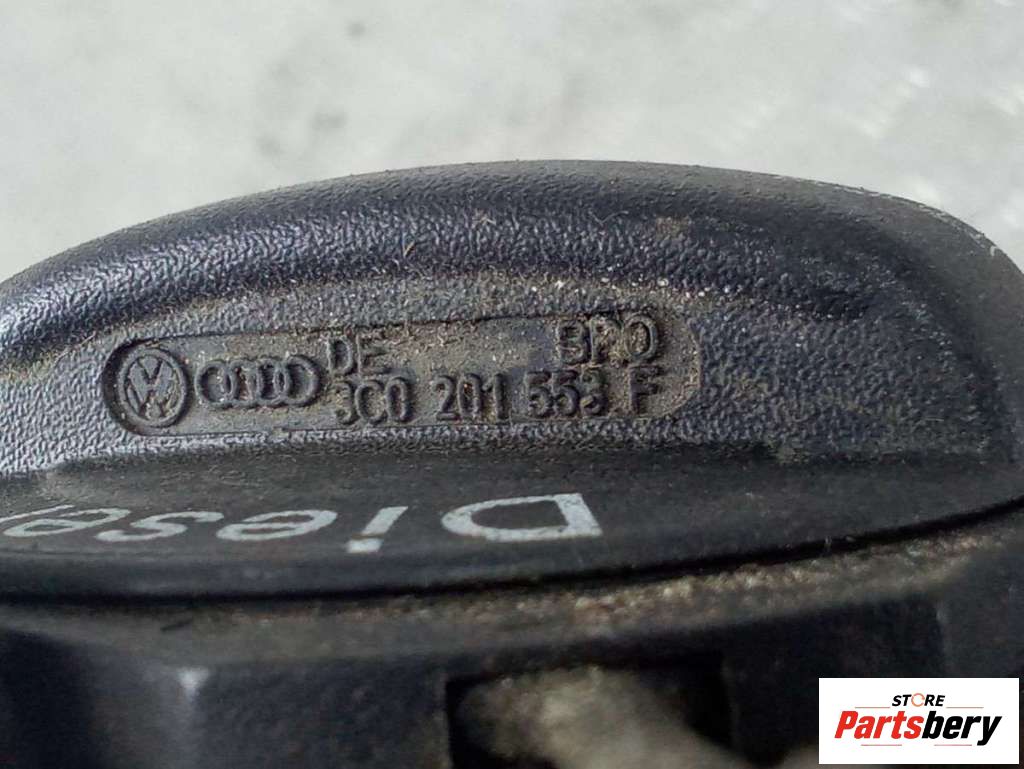 DE BPO
3C0 201 553 F
Diesel
STORE
Partsbery